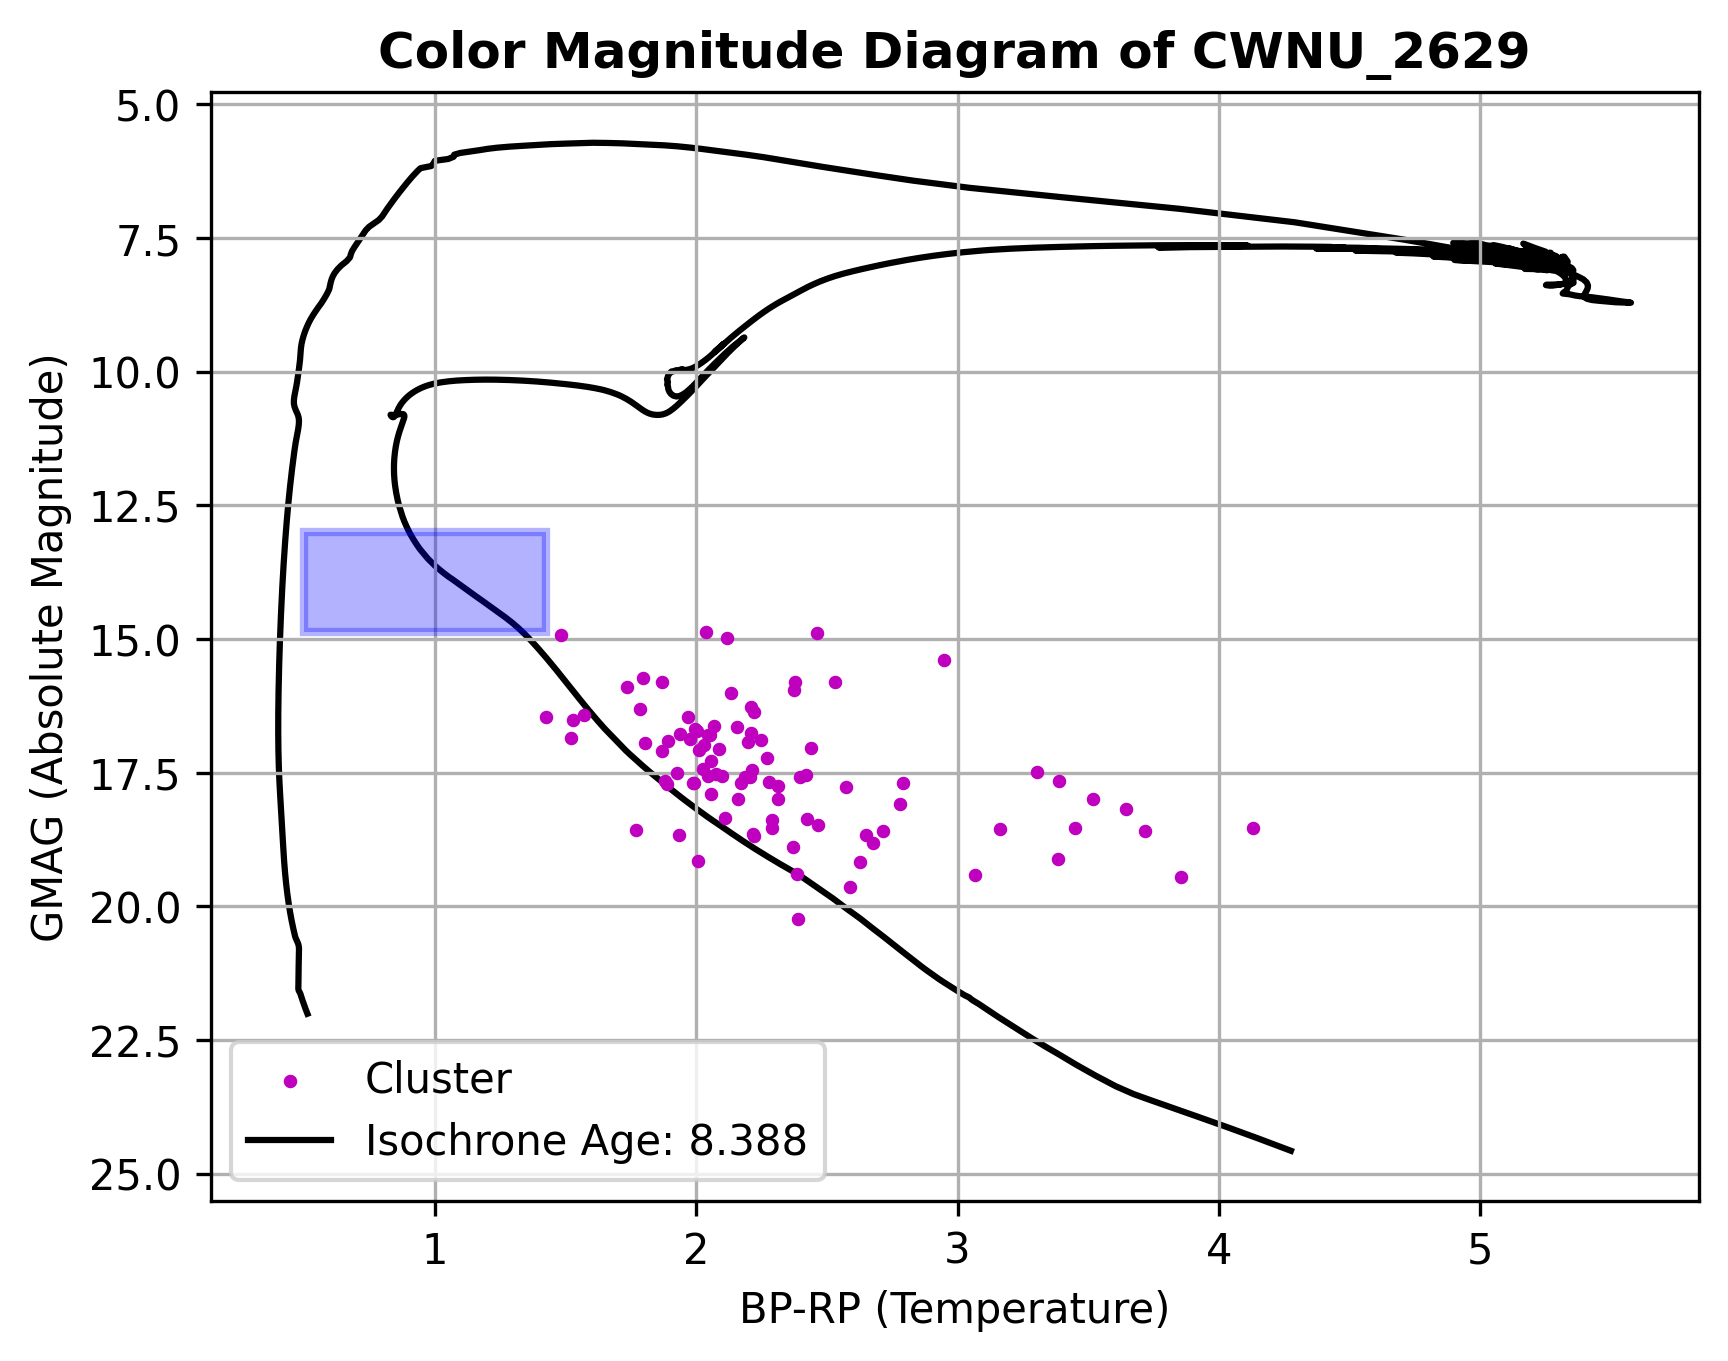 Color Magnitude Diagram of CWNU_2629
GMAG (Absolute Magnitude)
5.0
7.5
10.0
12.5
15.0
17.5
20.0
22.5
25.0
Cluster
Isochrone Age: 8.388
1 2 3 4 5
BP-RP (Temperature)